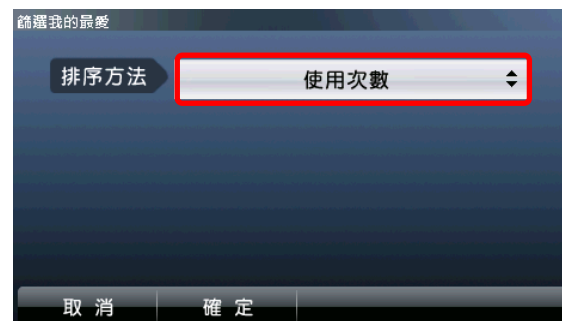 篩選我的最愛
排序方法 使用次數
取消 確定